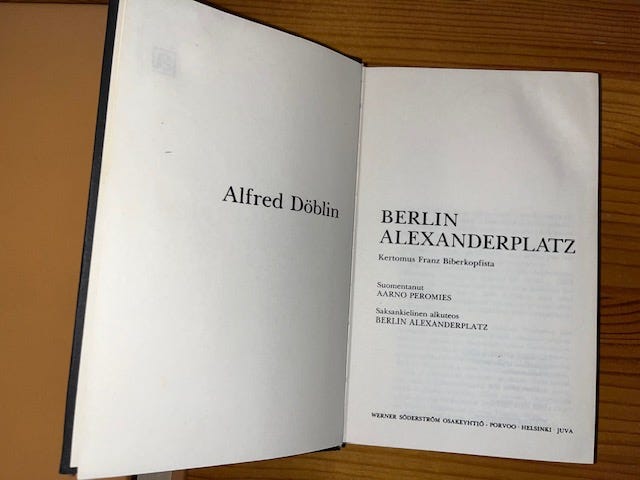 Alfred Döblin
BERLIN
ALEXANDERPLATZ
Kertomus Franz Biberkopfista
Suomentanut
AARNO PEROMIES
Saksankielinen alkuteos
BERLIN ALEXANDERPLATZ
WERNER SÖDERSTRÖM OSAKEYHTIÖ · PORVOO · HELSINKI JUVA